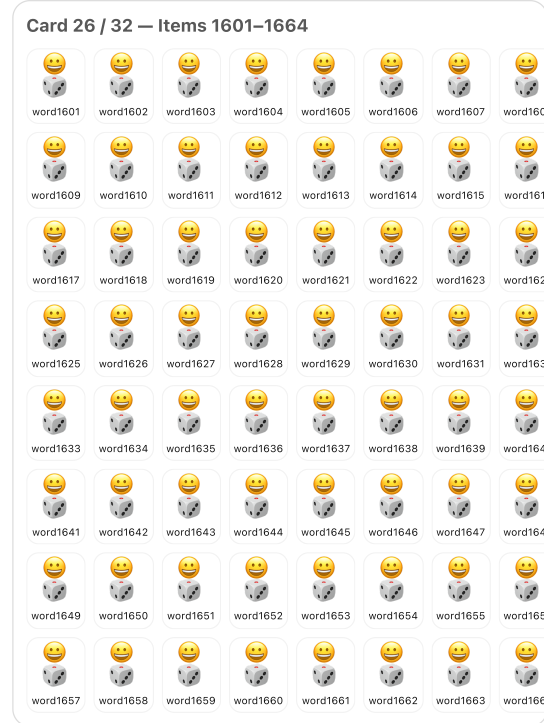 Card 26 / 32 — Items 1601–1664
word1601 word1602 word1603 word1604 word1605 word1606 word1607
word1609 word1610 word1611 word1612 word1613 word1614 word1615
word1617 word1618 word1619 word1620 word1621 word1622 word1623
word1625 word1626 word1627 word1628 word1629 word1630 word1631
word1633 word1634 word1635 word1636 word1637 word1638 word1639
word1641 word1642 word1643 word1644 word1645 word1646 word1647
word1649 word1650 word1651 word1652 word1653 word1654 word1655
word1657 word1658 word1659 word1660 word1661 word1662 word1663